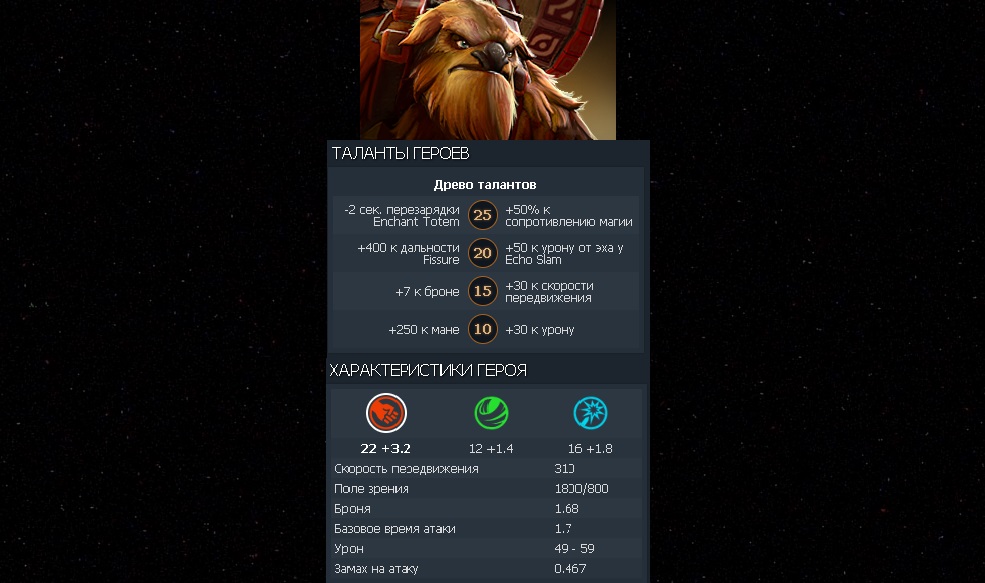 ТАЛАНТЫ ГЕРОЕВ
Древо талантов
-2 сек. перезарядки
Enchant Totem
25
+50% к
сопротивлению магии
+400 к дальности
Fissure
20
+50 к урону от эха у
Echo Slam
+7 к броне
15
+30 к скорости
передвижения
+250 к мане
10
+30 к урону
ХАРАКТЕРИСТИКИ ГЕРОЯ
22 +3.2
12 +1.4
16 +1.8
Скорость передвижения 310
Поле зрения 1800/800
Броня 1.68
Базовое время атаки 1.7
Урон 49 - 59
Замах на атаку 0.467